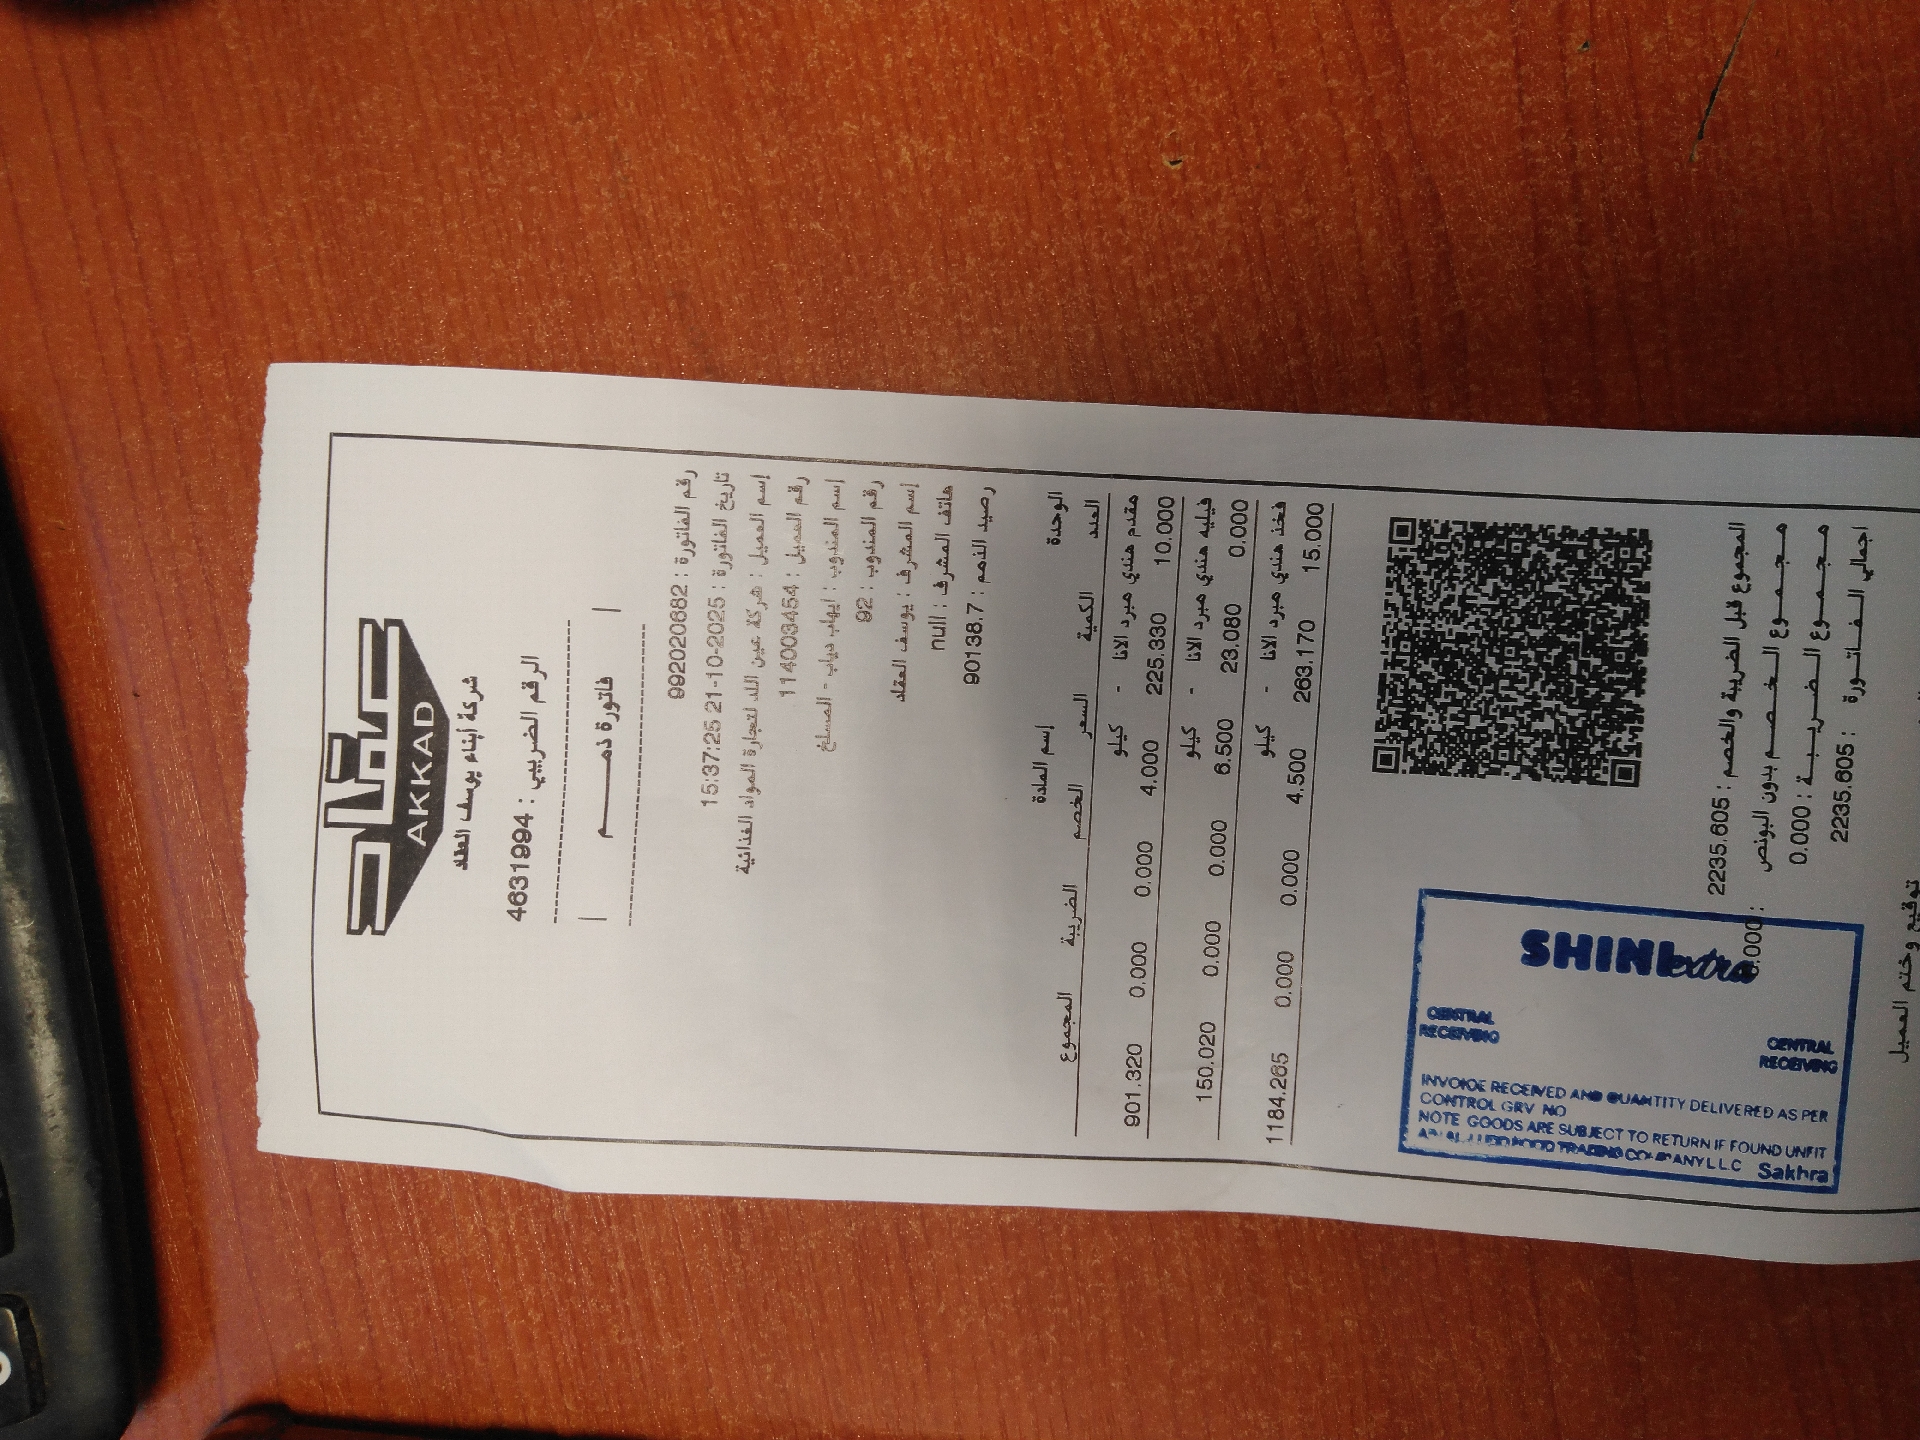 عقاد
AKKAD
شركة أبناء يوسف العقاد
الرقم الضريبي : 4631994
| فاتورة ذمـــم |
رقم الفاتورة : 992020682
تاريخ الفاتورة : 2025-10-21 15:37:25
إسم العميل : شركة عين اللد لتجارة المواد الغذائية
رقم العميل : 114003454
إسم المندوب : ايهاب دياب - المسلخ
رقم المندوب : 92
إسم المشرف : يوسف العقاد
هاتف المشرف : null
رصيد الذمم : 90138.7
الوحدة إسم المادة
العدد الكمية السعر الخصم الضريبة المجموع
مقدم هندي مبرد الانا - كيلو
10.000 225.330 4.000 0.000 0.000 901.320
فيليه هندي مبرد الانا - كيلو
0.000 23.080 6.500 0.000 0.000 150.020
فخذ هندي مبرد الانا - كيلو
15.000 263.170 4.500 0.000 0.000 1184.265
المجموع قبل الضريبة والخصم : 2235.605
مجموع الخصم بدون البونص : 0.000
مجموع الضريبة : 0.000
اجمالي الفاتورة : 2235.605
توقيع وختم العميل
SHINI extra
CENTRAL
RECEIVING
CENTRAL
RECEIVING
INVOICE RECEIVED AND QUANTITY DELIVERED AS PER
CONTROL GRV NO
NOTE GOODS ARE SUBJECT TO RETURN IF FOUND UNFIT
FOOD TRADING COMPANY L.L.C
Sakhra